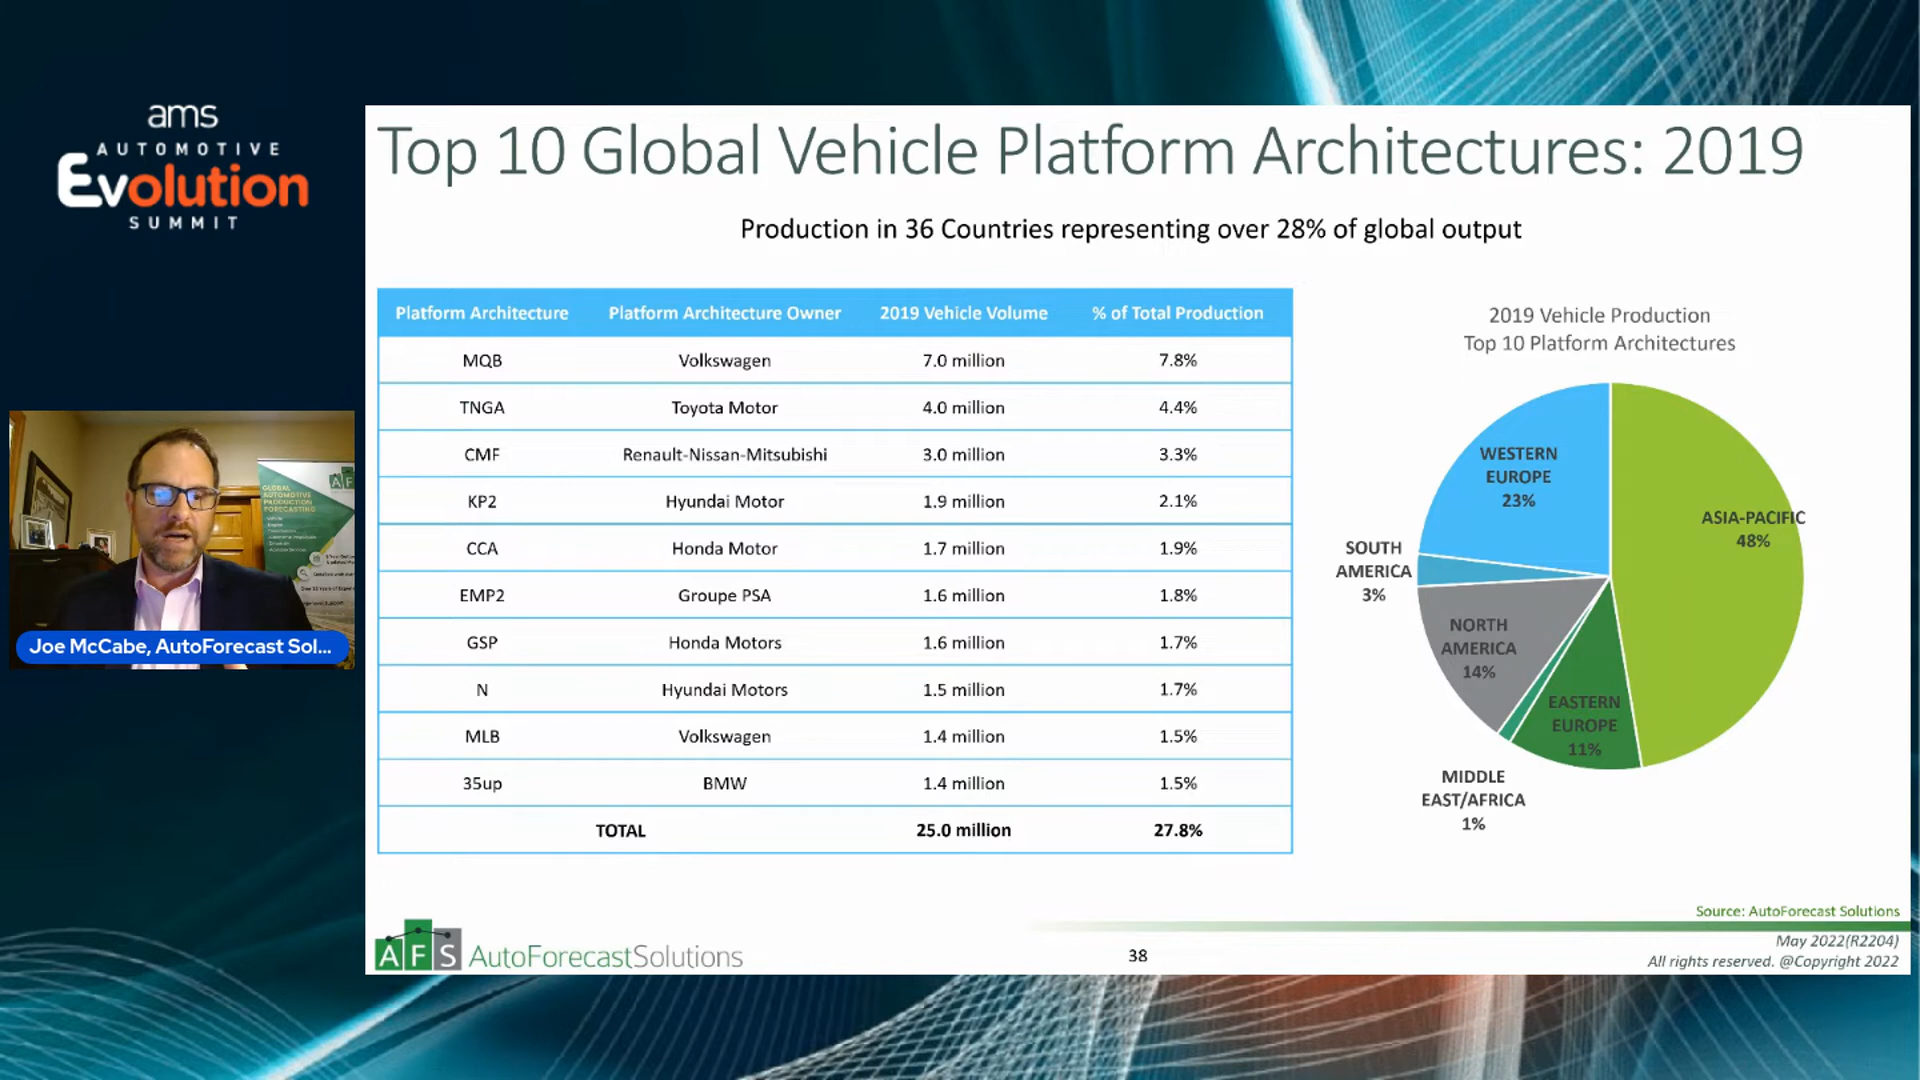 ams
AUTOMOTIVE
Evolution
SUMMIT
Top 10 Global Vehicle Platform Architectures: 2019
Production in 36 Countries representing over 28% of global output
Platform Architecture Platform Architecture Owner 2019 Vehicle Volume % of Total Production
MQB Volkswagen 7.0 million 7.8%
TNGA Toyota Motor 4.0 million 4.4%
CMF Renault-Nissan-Mitsubishi 3.0 million 3.3%
KP2 Hyundai Motor 1.9 million 2.1%
CCA Honda Motor 1.7 million 1.9%
EMP2 Groupe PSA 1.6 million 1.8%
GSP Honda Motors 1.6 million 1.7%
N Hyundai Motors 1.5 million 1.7%
MLB Volkswagen 1.4 million 1.5%
35up BMW 1.4 million 1.5%
TOTAL 25.0 million 27.8%
2019 Vehicle Production
Top 10 Platform Architectures
WESTERN
EUROPE
23%
ASIA-PACIFIC
48%
SOUTH
AMERICA
3%
NORTH
AMERICA
14%
EASTERN
EUROPE
11%
MIDDLE
EAST/AFRICA
1%
AF
GLOBAL
AUTOMOTIVE
PRODUCTION
FORECASTING
Joe McCabe, AutoForecast Sol...
Source: AutoForecast Solutions
AFS AutoForecastSolutions
38
May 2022(R2204)
All rights reserved. @Copyright 2022